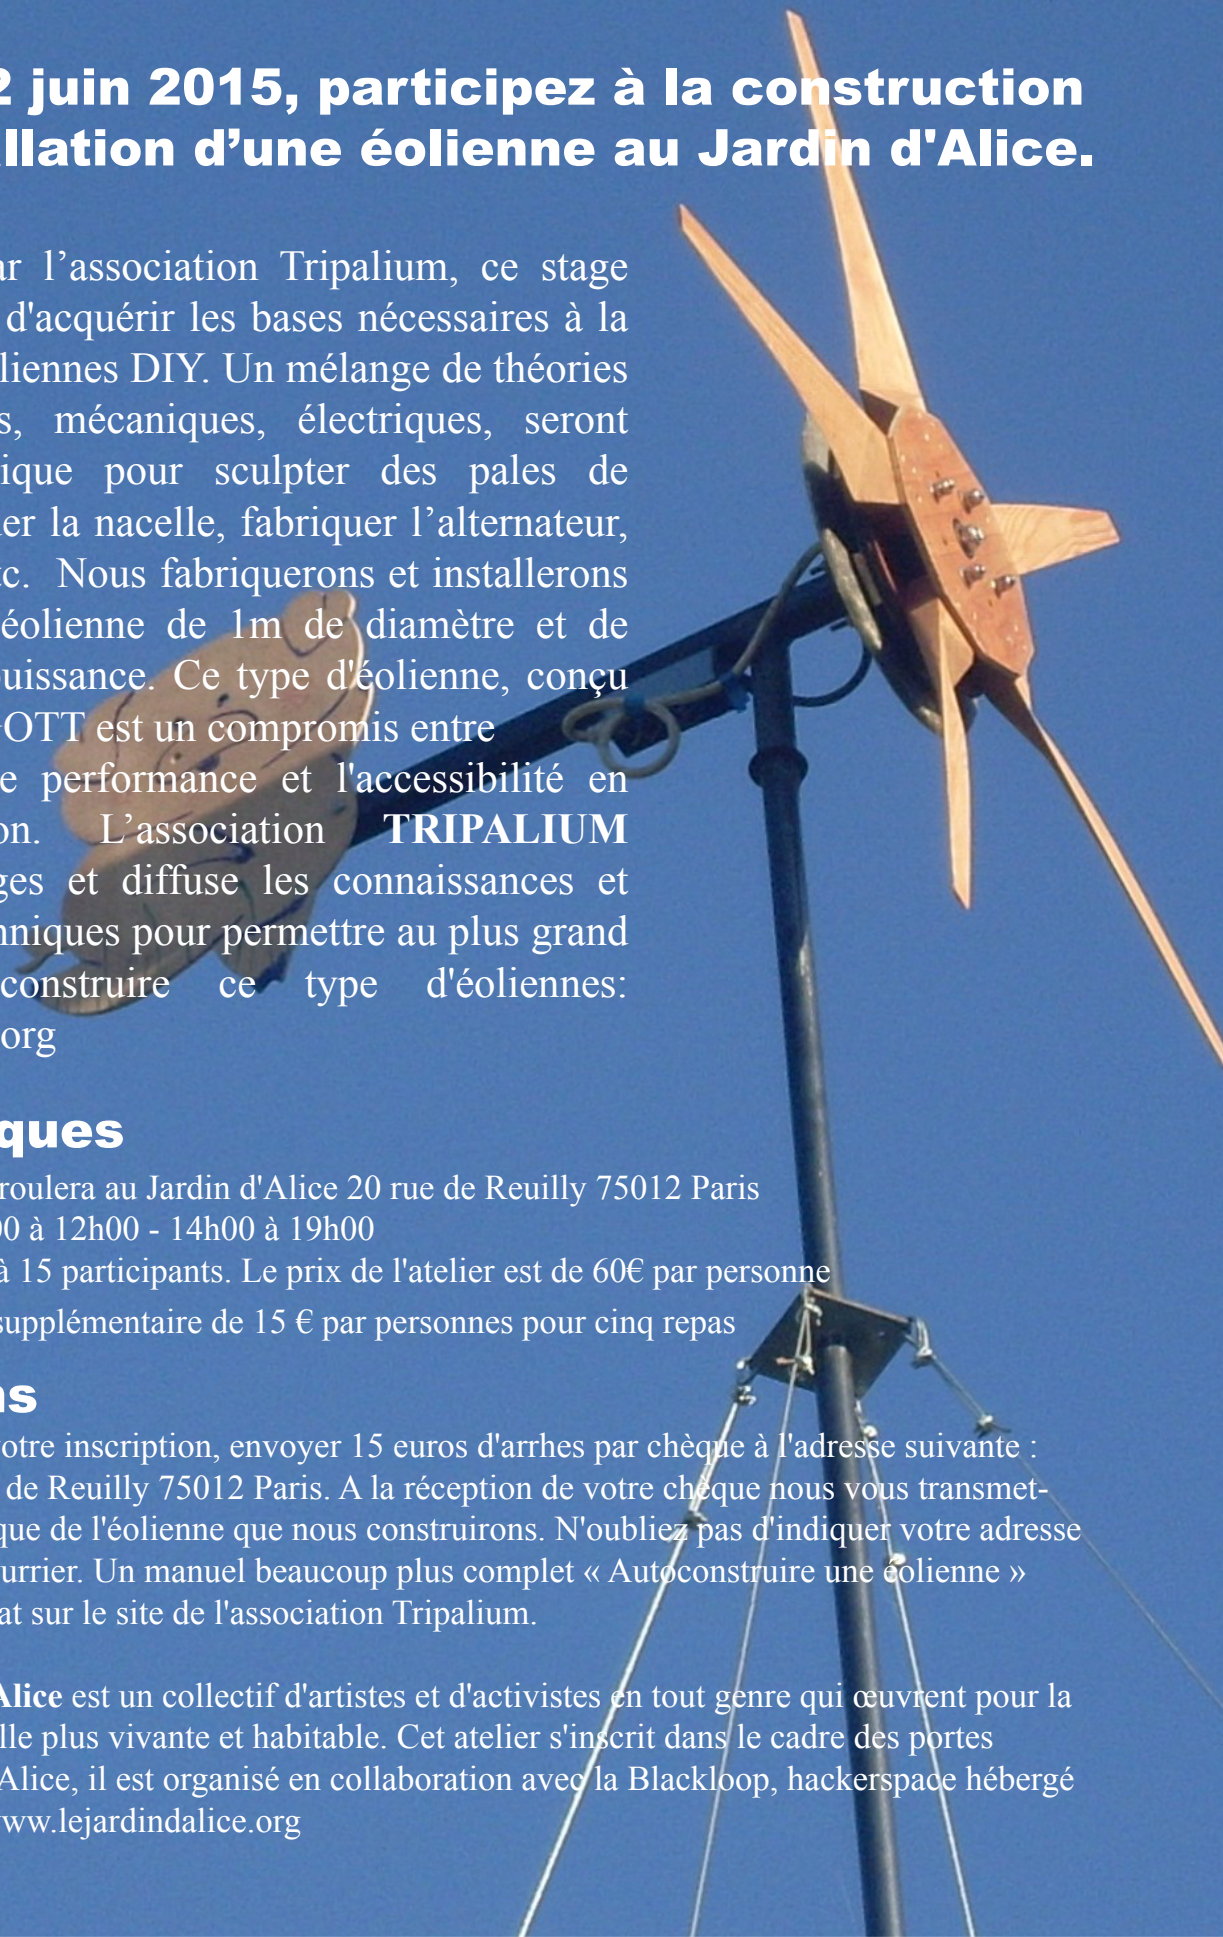 2 juin 2015, participez à la construction
allation d’une éolienne au Jardin d'Alice.
ar l’association Tripalium, ce stage
d'acquérir les bases nécessaires à la
liennes DIY. Un mélange de théories
s, mécaniques, électriques, seront
ique pour sculpter des pales de
er la nacelle, fabriquer l’alternateur,
tc. Nous fabriquerons et installerons
éolienne de 1m de diamètre et de
puissance. Ce type d'éolienne, conçu
GOTT est un compromis entre
e performance et l'accessibilité en
on. L’association TRIPALIUM
ges et diffuse les connaissances et
hniques pour permettre au plus grand
construire ce type d'éoliennes:
org
ques
roulera au Jardin d'Alice 20 rue de Reuilly 75012 Paris
00 à 12h00 - 14h00 à 19h00
à 15 participants. Le prix de l'atelier est de 60€ par personne
supplémentaire de 15 € par personnes pour cinq repas
ns
votre inscription, envoyer 15 euros d'arrhes par chèque à l'adresse suivante :
de Reuilly 75012 Paris. A la réception de votre chèque nous vous transmet-
que de l'éolienne que nous construirons. N'oubliez pas d'indiquer votre adresse
urrier. Un manuel beaucoup plus complet « Autoconstruire une éolienne »
at sur le site de l'association Tripalium.
Alice est un collectif d'artistes et d'activistes en tout genre qui œuvrent pour la
lle plus vivante et habitable. Cet atelier s'inscrit dans le cadre des portes
Alice, il est organisé en collaboration avec la Blackloop, hackerspace hébergé
www.lejardindalice.org